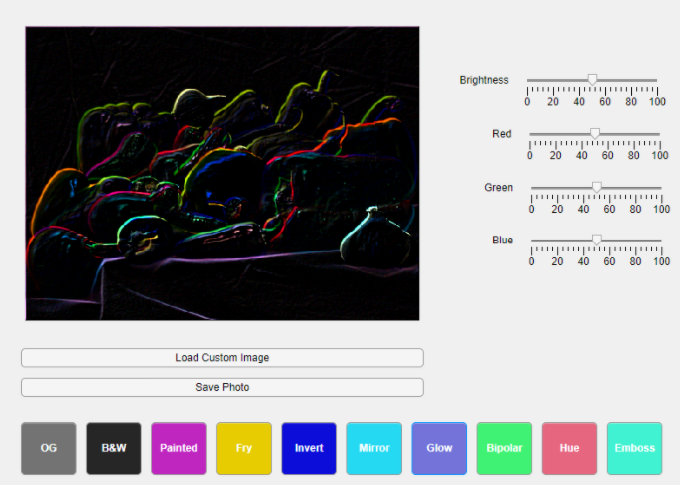 Brightness
0 20 40 60 80 100
Red
0 20 40 60 80 100
Green
0 20 40 60 80 100
Blue
0 20 40 60 80 100
Load Custom Image
Save Photo
OG B&W Painted Fry Invert Mirror Glow Bipolar Hue Emboss